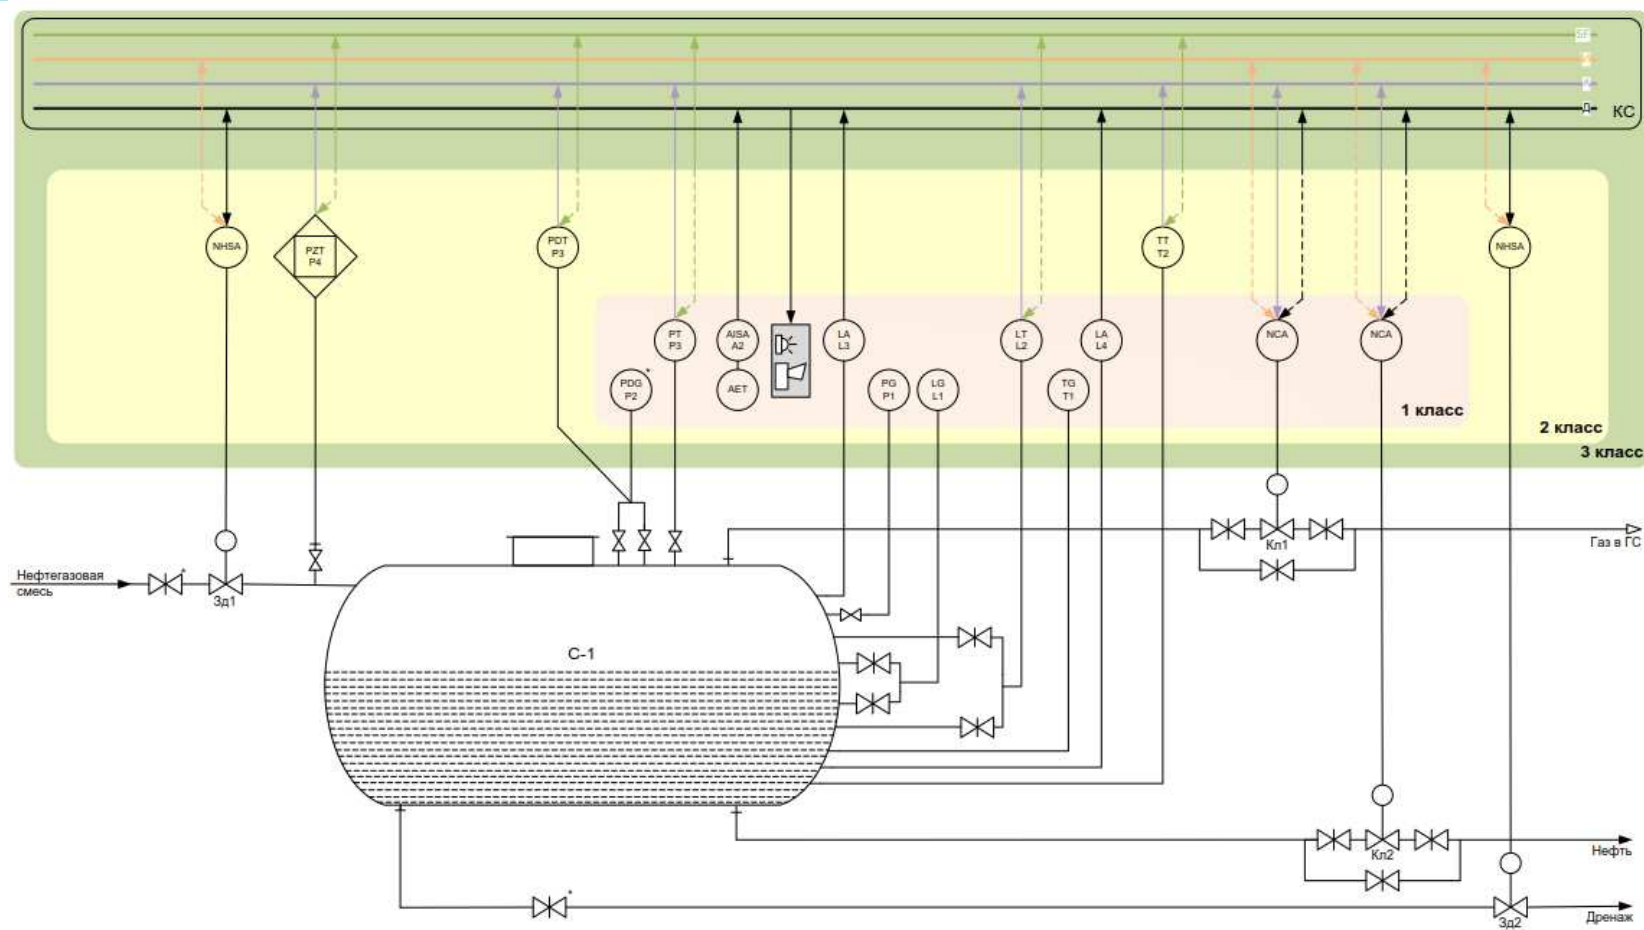 SF
Д
КС
NHSA
PZT
P4
PDT
P3
TT
T2
NHSA
PT
P3
AISA
A2
LA
L3
LT
L2
LA
L4
NCA
NCA
PDG
P2
*
AET
PG
P1
LG
L1
TG
T1
1 класс
2 класс
3 класс
Газ в ГС
Кл1
Нефтегазовая
смесь
*
Зд1
С-1
Кл2
Нефть
*
Зд2
Дренаж